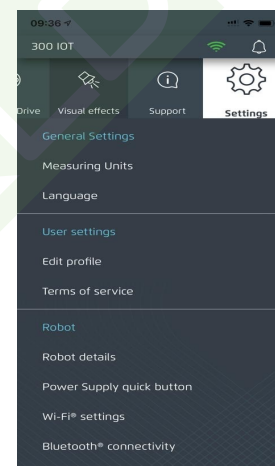 09:36
300 IOT
Drive Visual effects Support Settings
General Settings
Measuring Units
Language
User settings
Edit profile
Terms of service
Robot
Robot details
Power Supply quick button
Wi-Fi® settings
Bluetooth® connectivity